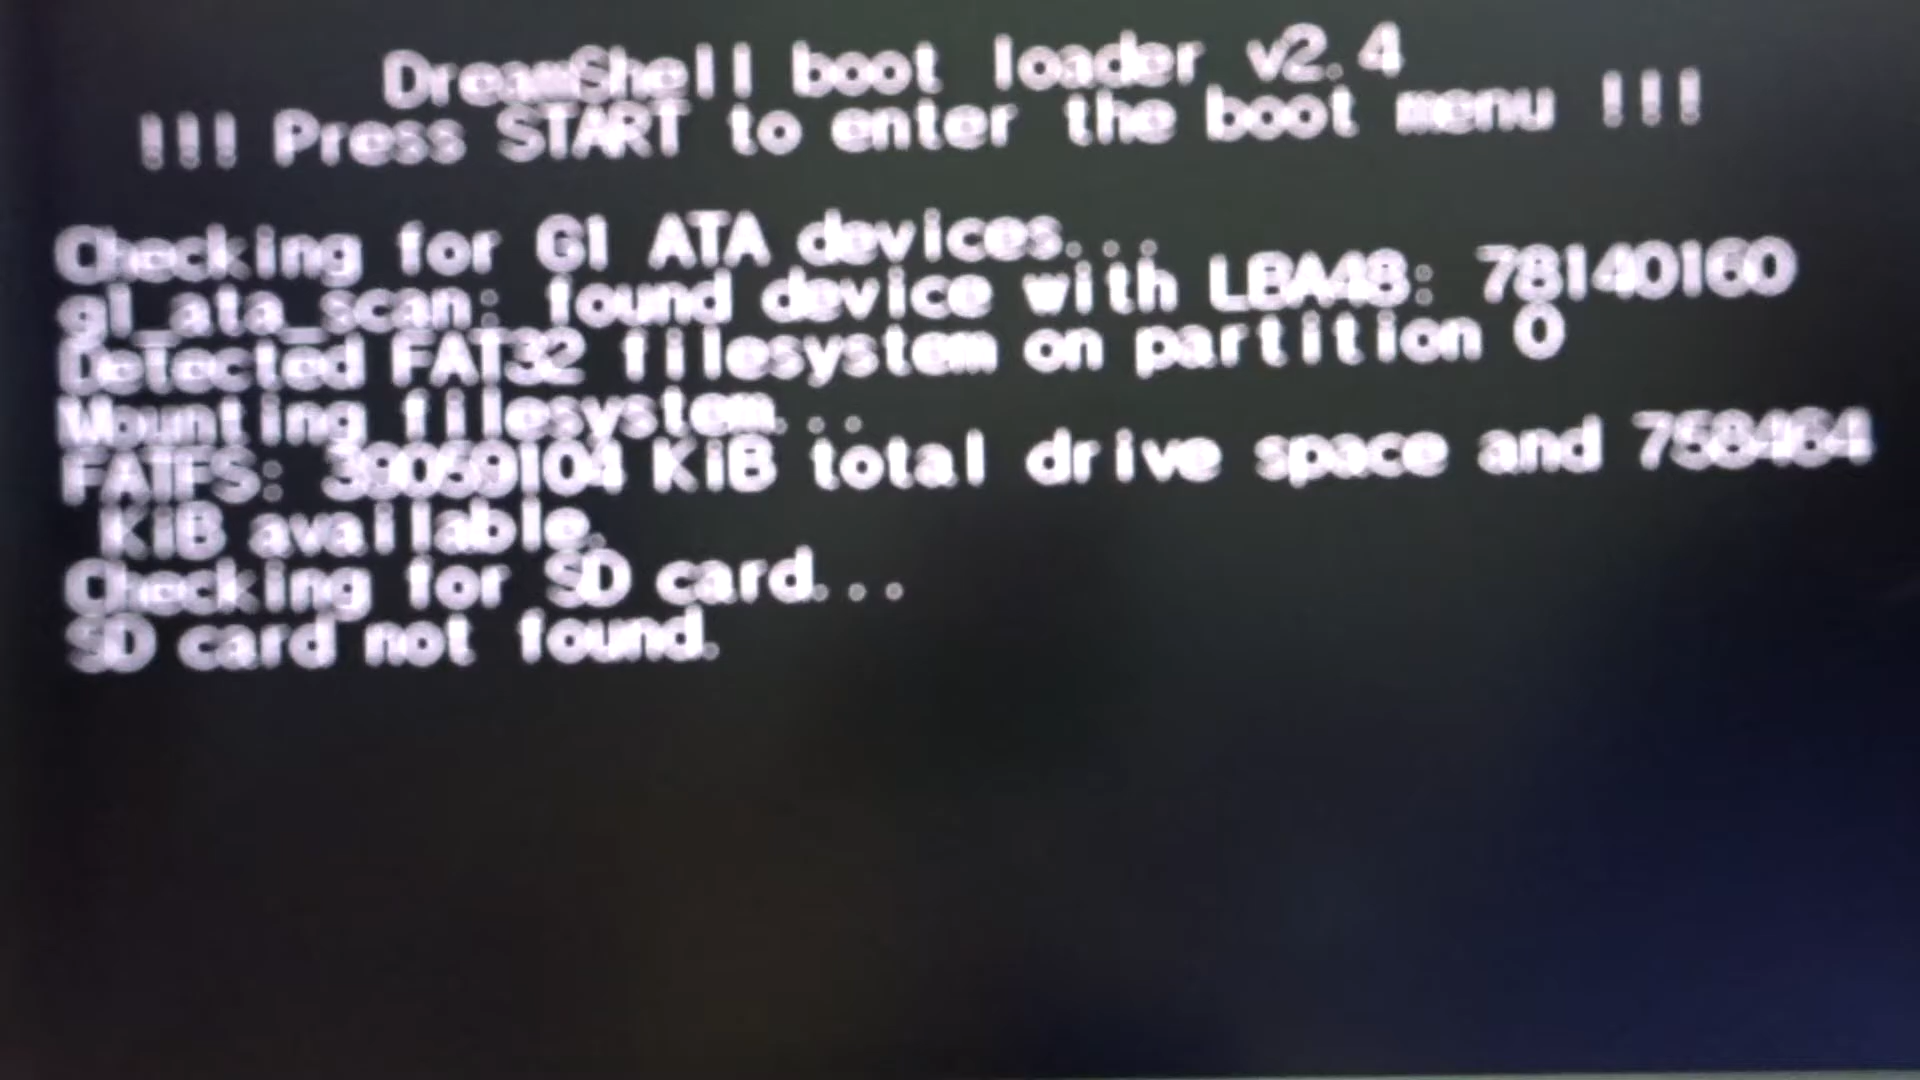 DreamShell boot loader v2.4
!!! Press START to enter the boot menu !!!
Checking for G1 ATA devices...
g1_ata_scan: found device with LBA48: 78140160
Detected FAT32 filesystem on partition 0
Mounting filesystem...
FATFS: 39059104 KiB total drive space and 758464
KiB available.
Checking for SD card...
SD card not found.